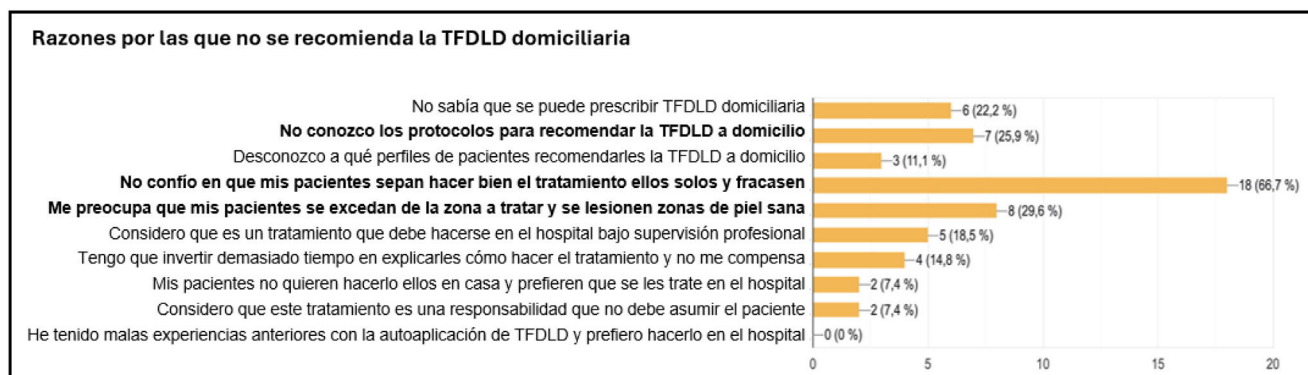 Razones por las que no se recomienda la TFDLD domiciliaria
No sabía que se puede prescribir TFDLD domiciliaria
6 (22,2 %)
No conozco los protocolos para recomendar la TFDLD a domicilio
7 (25,9 %)
Desconozco a qué perfiles de pacientes recomendarles la TFDLD a domicilio
3 (11,1 %)
No confío en que mis pacientes sepan hacer bien el tratamiento ellos solos y fracasen
18 (66,7 %)
Me preocupa que mis pacientes se excedan de la zona a tratar y se lesionen zonas de piel sana
8 (29,6 %)
Considero que es un tratamiento que debe hacerse en el hospital bajo supervisión profesional
5 (18,5 %)
Tengo que invertir demasiado tiempo en explicarles cómo hacer el tratamiento y no me compensa
4 (14,8 %)
Mis pacientes no quieren hacerlo ellos en casa y prefieren que se les trate en el hospital
2 (7,4 %)
Considero que este tratamiento es una responsabilidad que no debe asumir el paciente
2 (7,4 %)
He tenido malas experiencias anteriores con la autoaplicación de TFDLD y prefiero hacerlo en el hospital
0 (0 %)
0 5 10 15 20